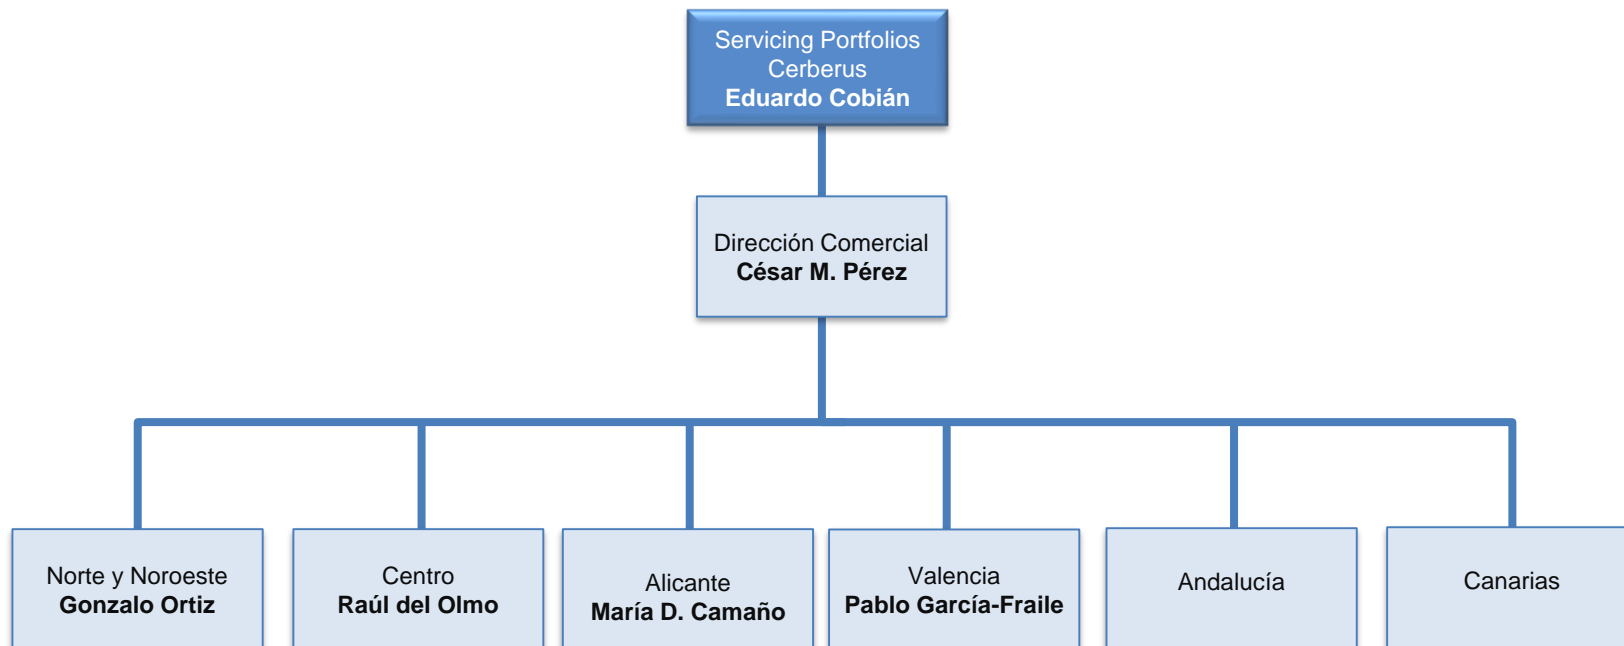 Servicing Portfolios
Cerberus
Eduardo Cobián
Dirección Comercial
César M. Pérez
Norte y Noroeste
Gonzalo Ortiz
Centro
Raúl del Olmo
Alicante
María D. Camaño
Valencia
Pablo García-Fraile
Andalucía
Canarias